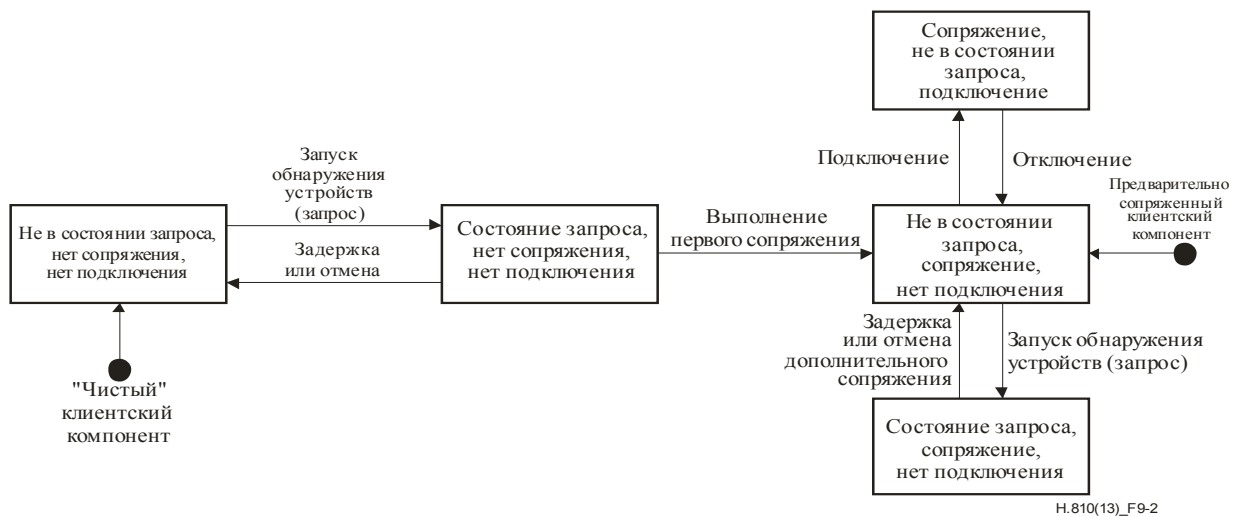 Сопряжение,
не в состоянии
запроса,
подключение
Запуск
обнаружения
устройств
(запрос)
Подключение
Отключение
Предварительно
сопряженный
клиентский
компонент
Не в состоянии запроса,
нет сопряжения,
нет подключения
Задержка
или отмена
Состояние запроса,
нет сопряжения,
нет подключения
Выполнение
первого сопряжения
Не в состоянии
запроса,
сопряжение,
нет подключения
"Чистый"
клиентский
компонент
Задержка
или отмена
дополнительного
сопряжения
Запуск обнаружения
устройств (запрос)
Состояние запроса,
сопряжение,
нет подключения
H.810(13)_F9-2